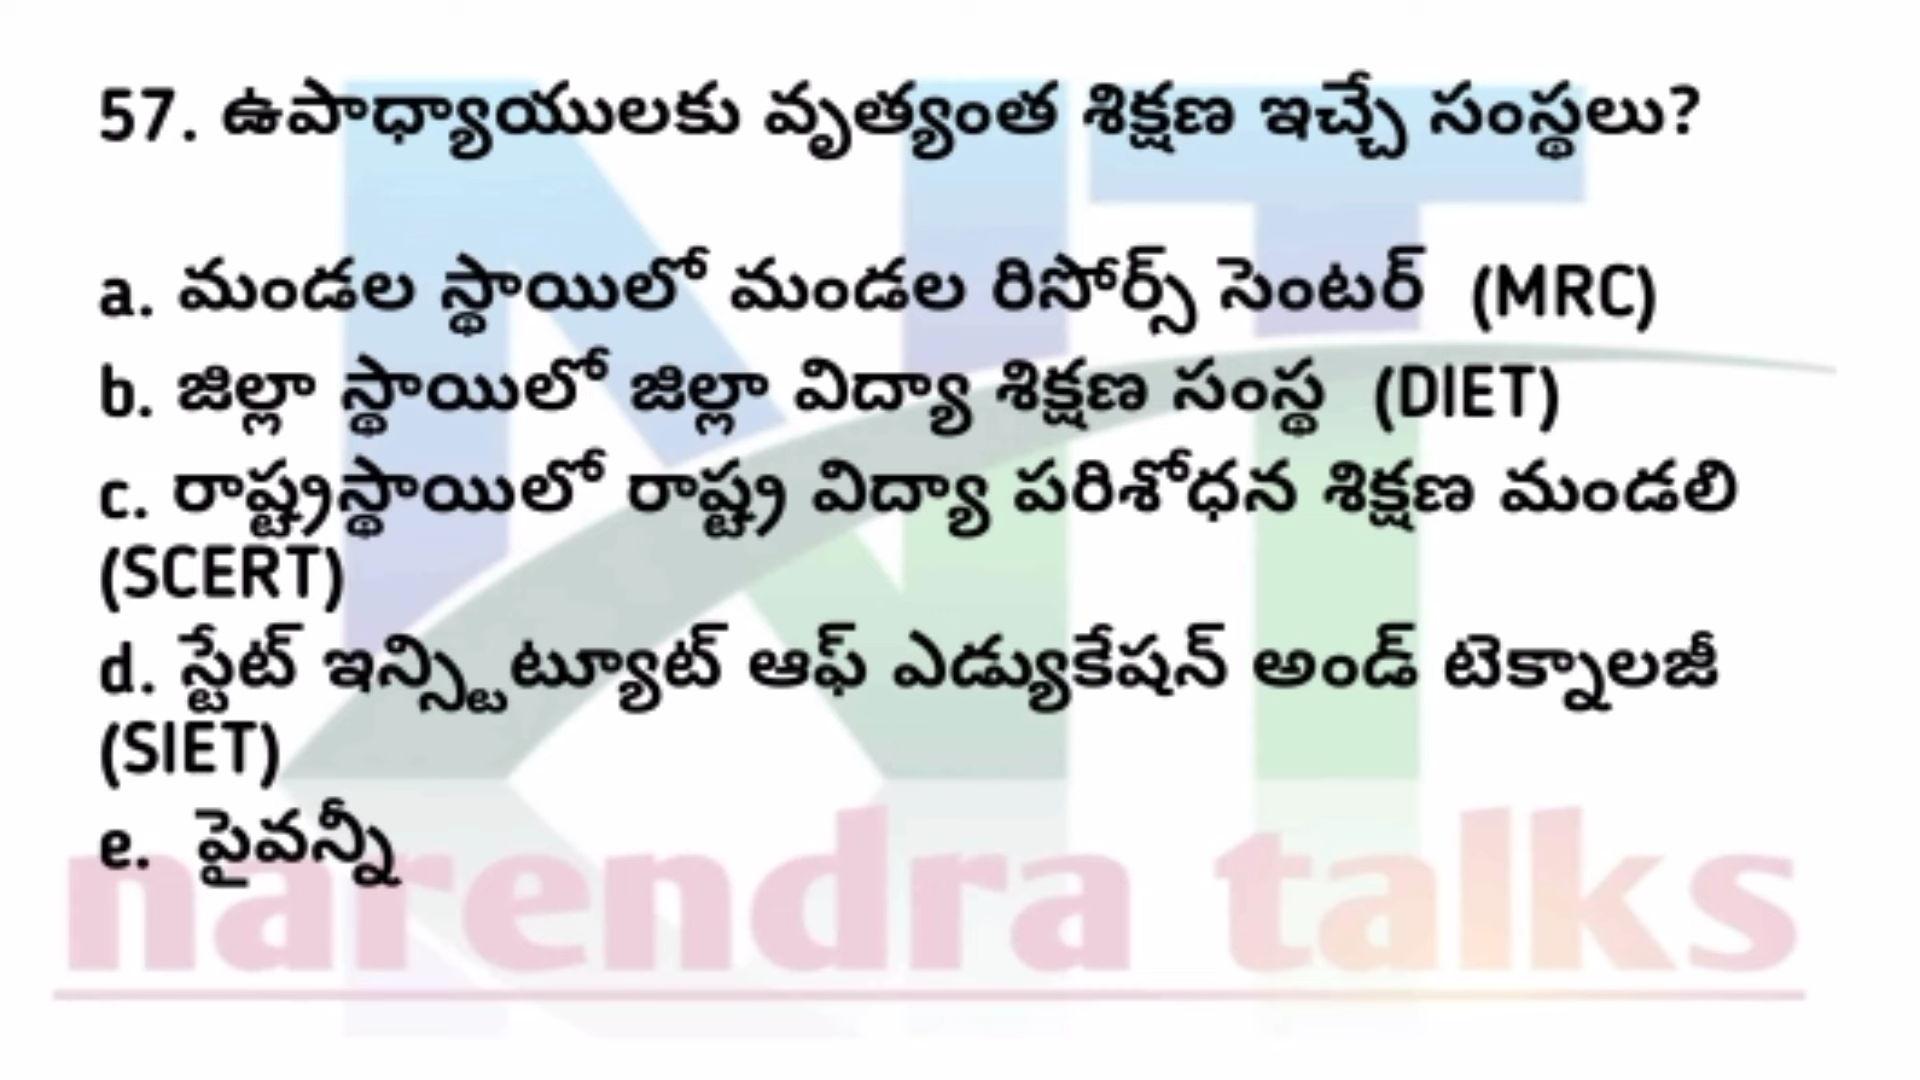 57. ఉపాధ్యాయులకు వృత్యంత శిక్షణ ఇచ్చే సంస్థలు?
a. మండల స్థాయిలో మండల రిసోర్స్ సెంటర్ (MRC)
b. జిల్లా స్థాయిలో జిల్లా విద్యా శిక్షణ సంస్థ (DIET)
c. రాష్ట్రస్థాయిలో రాష్ట్ర విద్యా పరిశోధన శిక్షణ మండలి
(SCERT)
d. స్టేట్ ఇన్స్టిట్యూట్ ఆఫ్ ఎడ్యుకేషన్ అండ్ టెక్నాలజీ
(SIET)
e. పైవన్నీ
narendra talks